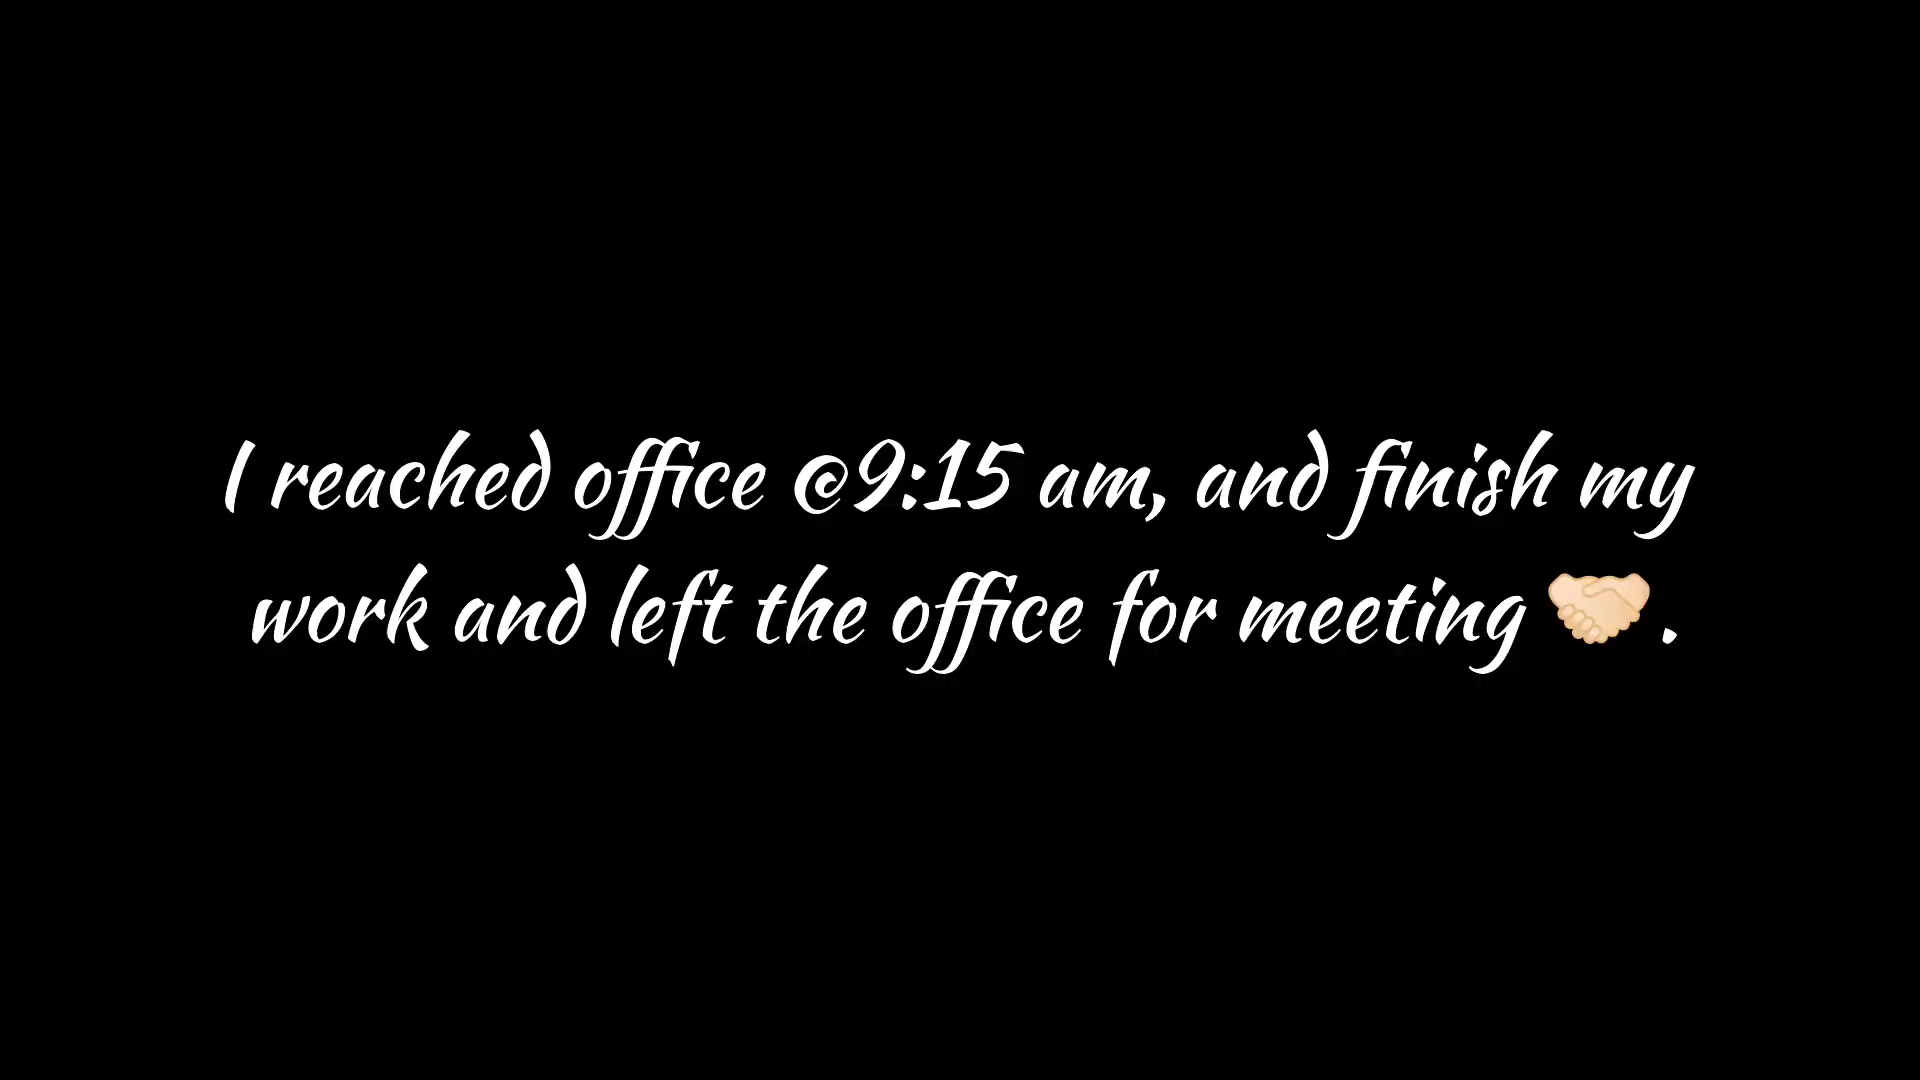 I reached office @9:15 am, and finish my
work and left the office for meeting 🤝🏻 .